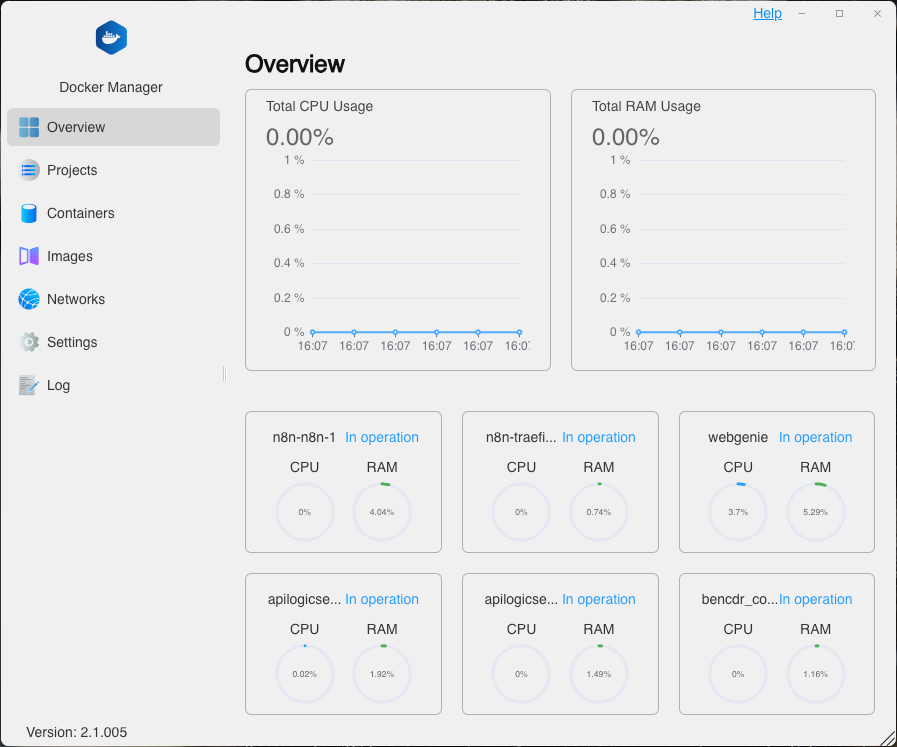 Help
Docker Manager
Overview
Projects
Containers
Images
Networks
Settings
Log
Version: 2.1.005
Overview
Total CPU Usage
0.00%
1 %
0.8 %
0.6 %
0.4 %
0.2 %
0 %
16:07 16:07 16:07 16:07 16:07 16:07
Total RAM Usage
0.00%
1 %
0.8 %
0.6 %
0.4 %
0.2 %
0 %
16:07 16:07 16:07 16:07 16:07 16:07
n8n-n8n-1 In operation
CPU RAM
0% 4.04%
n8n-traefi... In operation
CPU RAM
0% 0.74%
webgenie In operation
CPU RAM
3.7% 5.29%
apilogicse... In operation
CPU RAM
0.02% 1.92%
apilogicse... In operation
CPU RAM
0% 1.49%
bencdr_co... In operation
CPU RAM
0% 1.16%